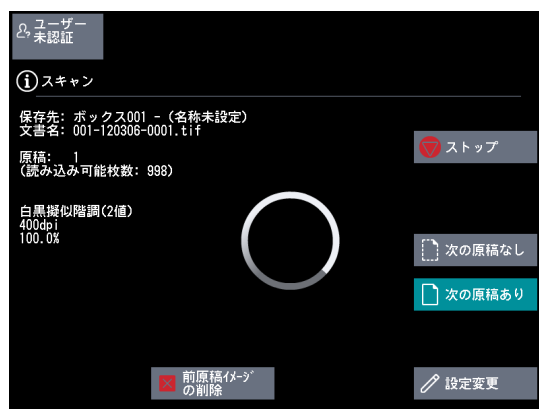 ユーザー
未認証
スキャン
保存先: ボックス001 - (名称未設定)
文書名: 001-120306-0001.tif
原稿: 1
(読み込み可能枚数: 998)
ストップ
白黒擬似階調(2値)
400dpi
100.0%
次の原稿なし
次の原稿あり
前原稿ｲﾒｰｼﾞ
の削除
設定変更